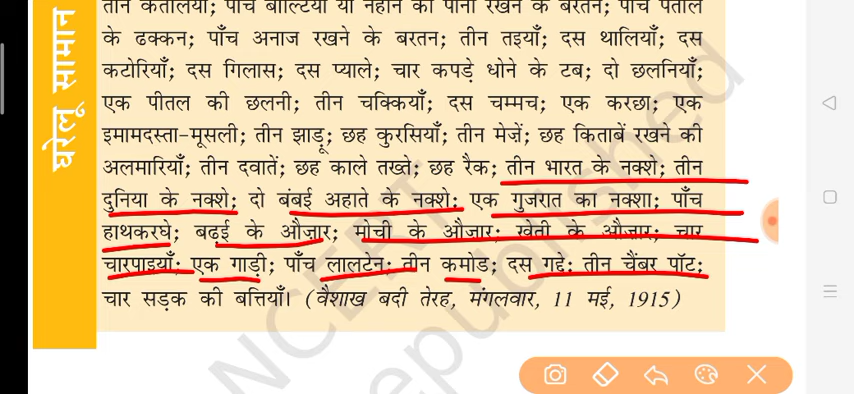 तीन केतलियाँ; पाँच बाल्टियाँ या नहाने का पानी रखने के बरतन; पाँच पतीले
के ढक्कन; पाँच अनाज रखने के बरतन; तीन तइयाँ; दस थालियाँ; दस
कटोरियाँ; दस गिलास; दस प्याले; चार कपड़े धोने के टब; दो छलनियाँ;
एक पीतल की छलनी; तीन चक्कियाँ; दस चम्मच; एक करछा; एक
इमामदस्ता-मूसली; तीन झाड़ू; छह कुरसियाँ; तीन मेज़ें; छह किताबें रखने की
अलमारियाँ; तीन दवातें; छह काले तख्ते; छह रैक; तीन भारत के नक्शे; तीन
दुनिया के नक्शे; दो बंबई अहाते के नक्शे; एक गुजरात का नक्शा; पाँच
हाथकरघे; बढ़ई के औज़ार; मोची के औज़ार; खेती के औज़ार; चार
चारपाइयाँ; एक गाड़ी; पाँच लालटेन; तीन कमोड; दस गद्दे; तीन चैंबर पॉट;
चार सड़क की बत्तियाँ। (वैशाख बदी तेरह, मंगलवार, 11 मई, 1915)
घरेलू सामान
NCERT
republished